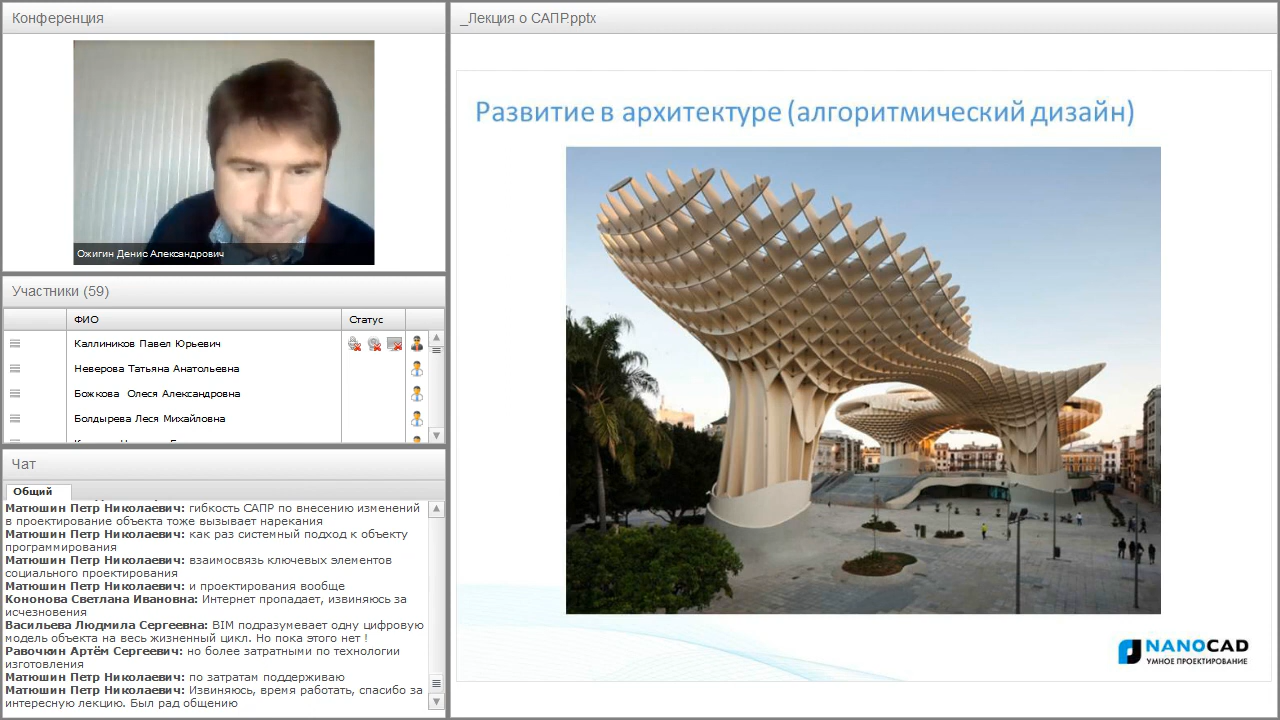 Конференция
Ожигин Денис Александрович
Участники (59)
ФИО
Статус
Каллиников Павел Юрьевич
Неверова Татьяна Анатольевна
Божкова Олеся Александровна
Болдырева Леся Михайловна
Чат
Общий
Матюшин Петр Николаевич: гибкость САПР по внесению изменений
в проектирование объекта тоже вызывает нарекания
Матюшин Петр Николаевич: как раз системный подход к объекту
программирования
Матюшин Петр Николаевич: взаимосвязь ключевых элементов
социального проектирования
Матюшин Петр Николаевич: и проектирования вообще
Кононова Светлана Ивановна: Интернет пропадает, извиняюсь за
исчезновения
Васильева Людмила Сергеевна: BIM подразумевает одну цифровую
модель объекта на весь жизненный цикл. Но пока этого нет !
Равочкин Артём Сергеевич: но более затратными по технологии
изготовления
Матюшин Петр Николаевич: по затратам поддерживаю
Матюшин Петр Николаевич: Извиняюсь, время работать, спасибо за
интересную лекцию. Был рад общению
_Лекция о САПР.pptx
Развитие в архитектуре (алгоритмический дизайн)
NANOCAD
УМНОЕ ПРОЕКТИРОВАНИЕ